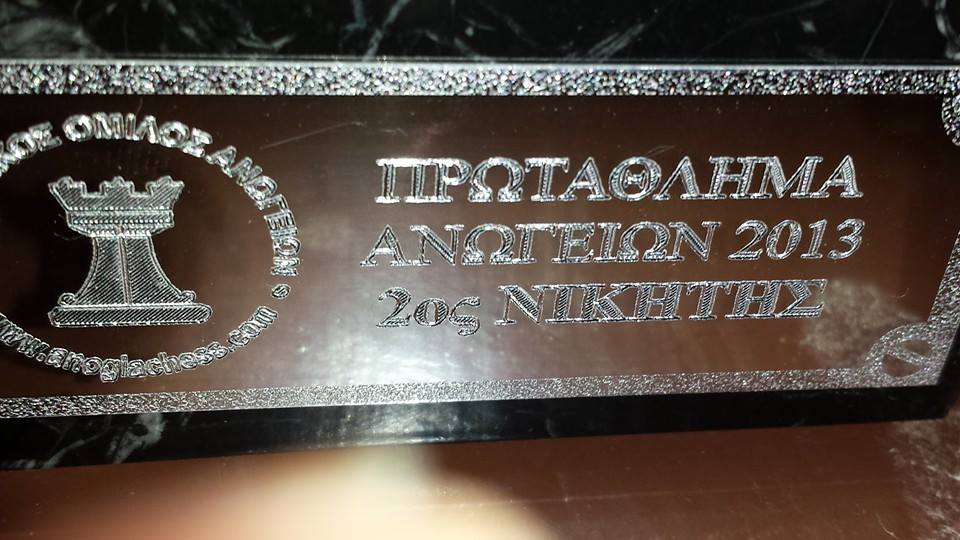 ΟΜΙΛΟΣ ΑΝΩΓΕΙΩΝ
www.anogiachess.com
ΠΡΩΤΑΘΛΗΜΑ
ΑΝΩΓΕΙΩΝ 2013
2ος ΝΙΚΗΤΗΣ